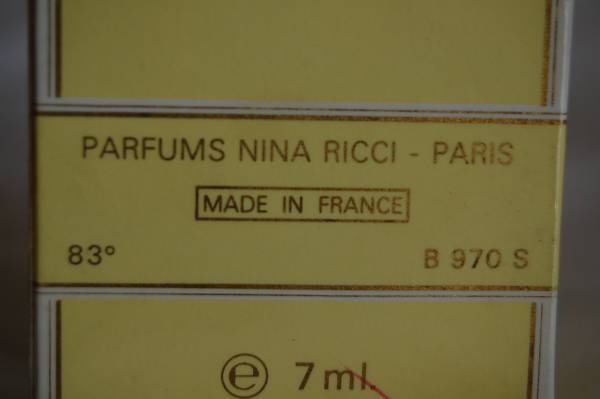 PARFUMS NINA RICCI - PARIS
MADE IN FRANCE
83° B 970 S
℮ 7 ml.